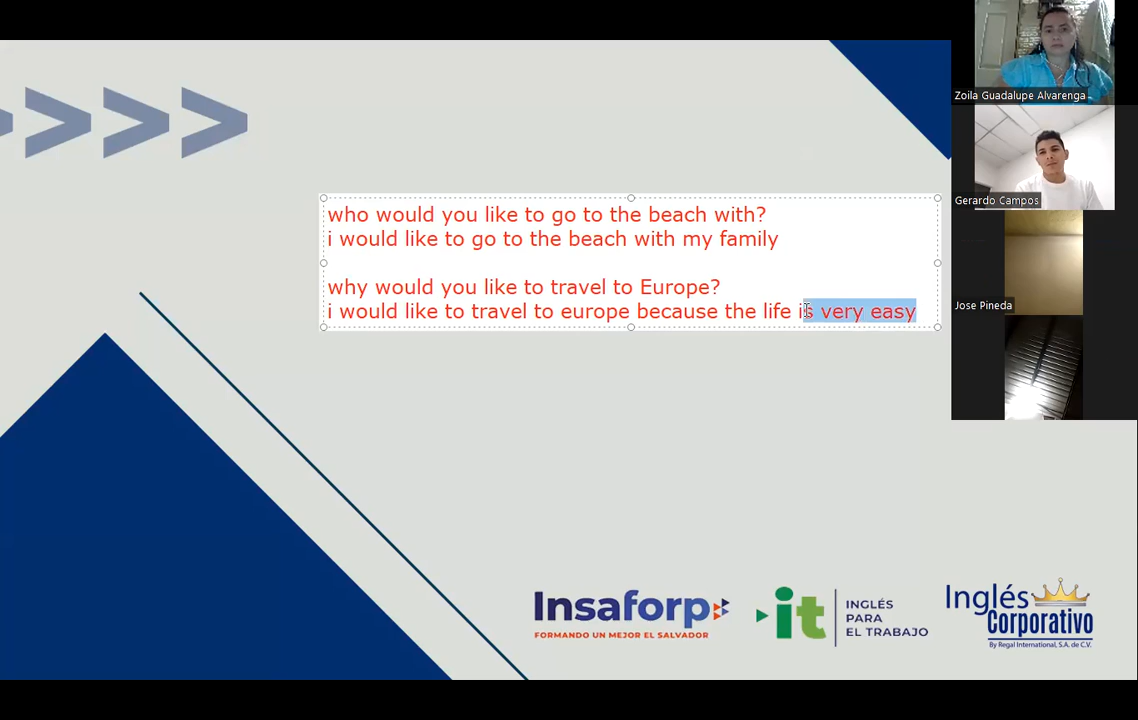 who would you like to go to the beach with?
i would like to go to the beach with my family
why would you like to travel to Europe?
i would like to travel to europe because the life is very easy
Zoila Guadalupe Alvarenga
Gerardo Campos
Jose Pineda
Insaforp
FORMANDO UN MEJOR EL SALVADOR
it
INGLÉS
PARA
EL TRABAJO
Inglés
Corporativo
By Regal International, S.A. de C.V.